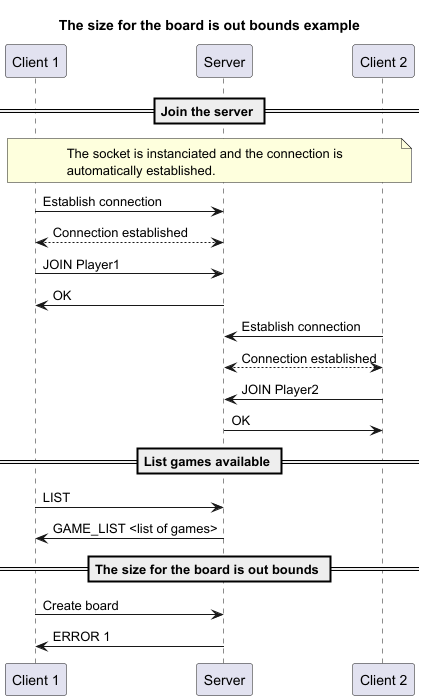 The size for the board is out bounds example
Client 1 Server Client 2
Join the server
The socket is instanciated and the connection is
automatically established.
Establish connection
Connection established
JOIN Player1
OK
Establish connection
Connection established
JOIN Player2
OK
List games available
LIST
GAME_LIST <list of games>
The size for the board is out bounds
Create board
ERROR 1
Client 1 Server Client 2